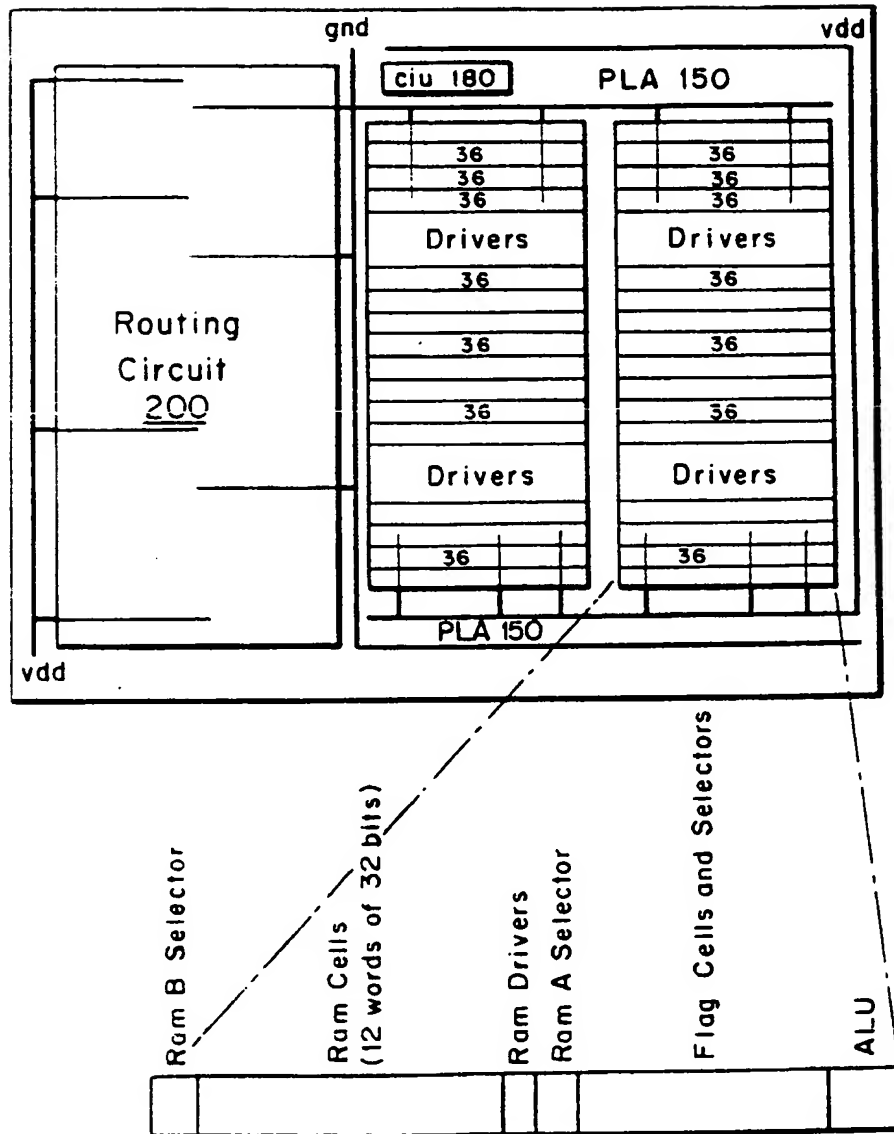 gnd
vdd
ciu 180
PLA 150
36
36
36
36
36
36
Drivers
Drivers
36
36
Routing
Circuit
200
36
36
36
36
Drivers
Drivers
36
36
PLA 150
vdd
Ram B Selector
Ram Cells
(12 words of 32 bits)
Ram Drivers
Ram A Selector
Flag Cells and Selectors
ALU